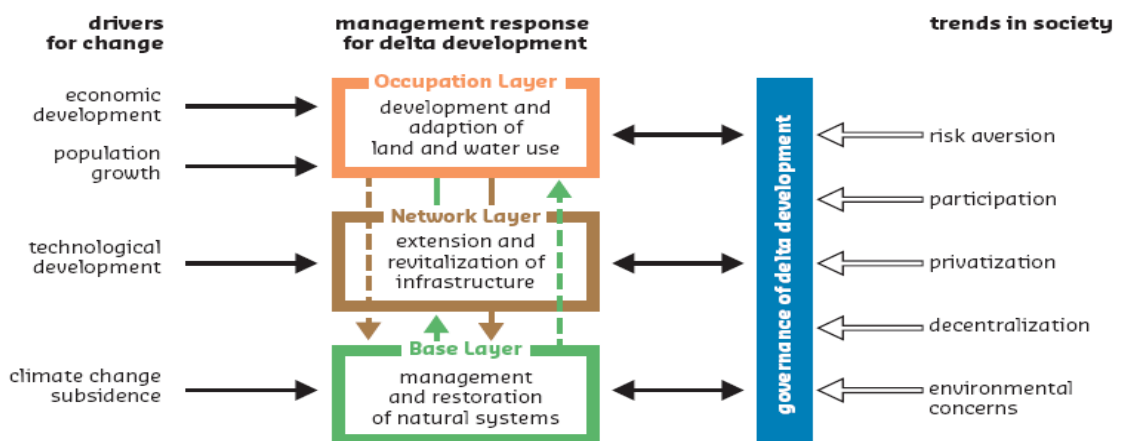 drivers
for change
management response
for delta development
trends in society
economic
development
population
growth
technological
development
climate change
subsidence
Occupation Layer
development and
adaption of
land and water use
Network Layer
extension and
revitalization of
infrastructure
Base Layer
management
and restoration
of natural systems
governance of delta development
risk aversion
participation
privatization
decentralization
environmental
concerns